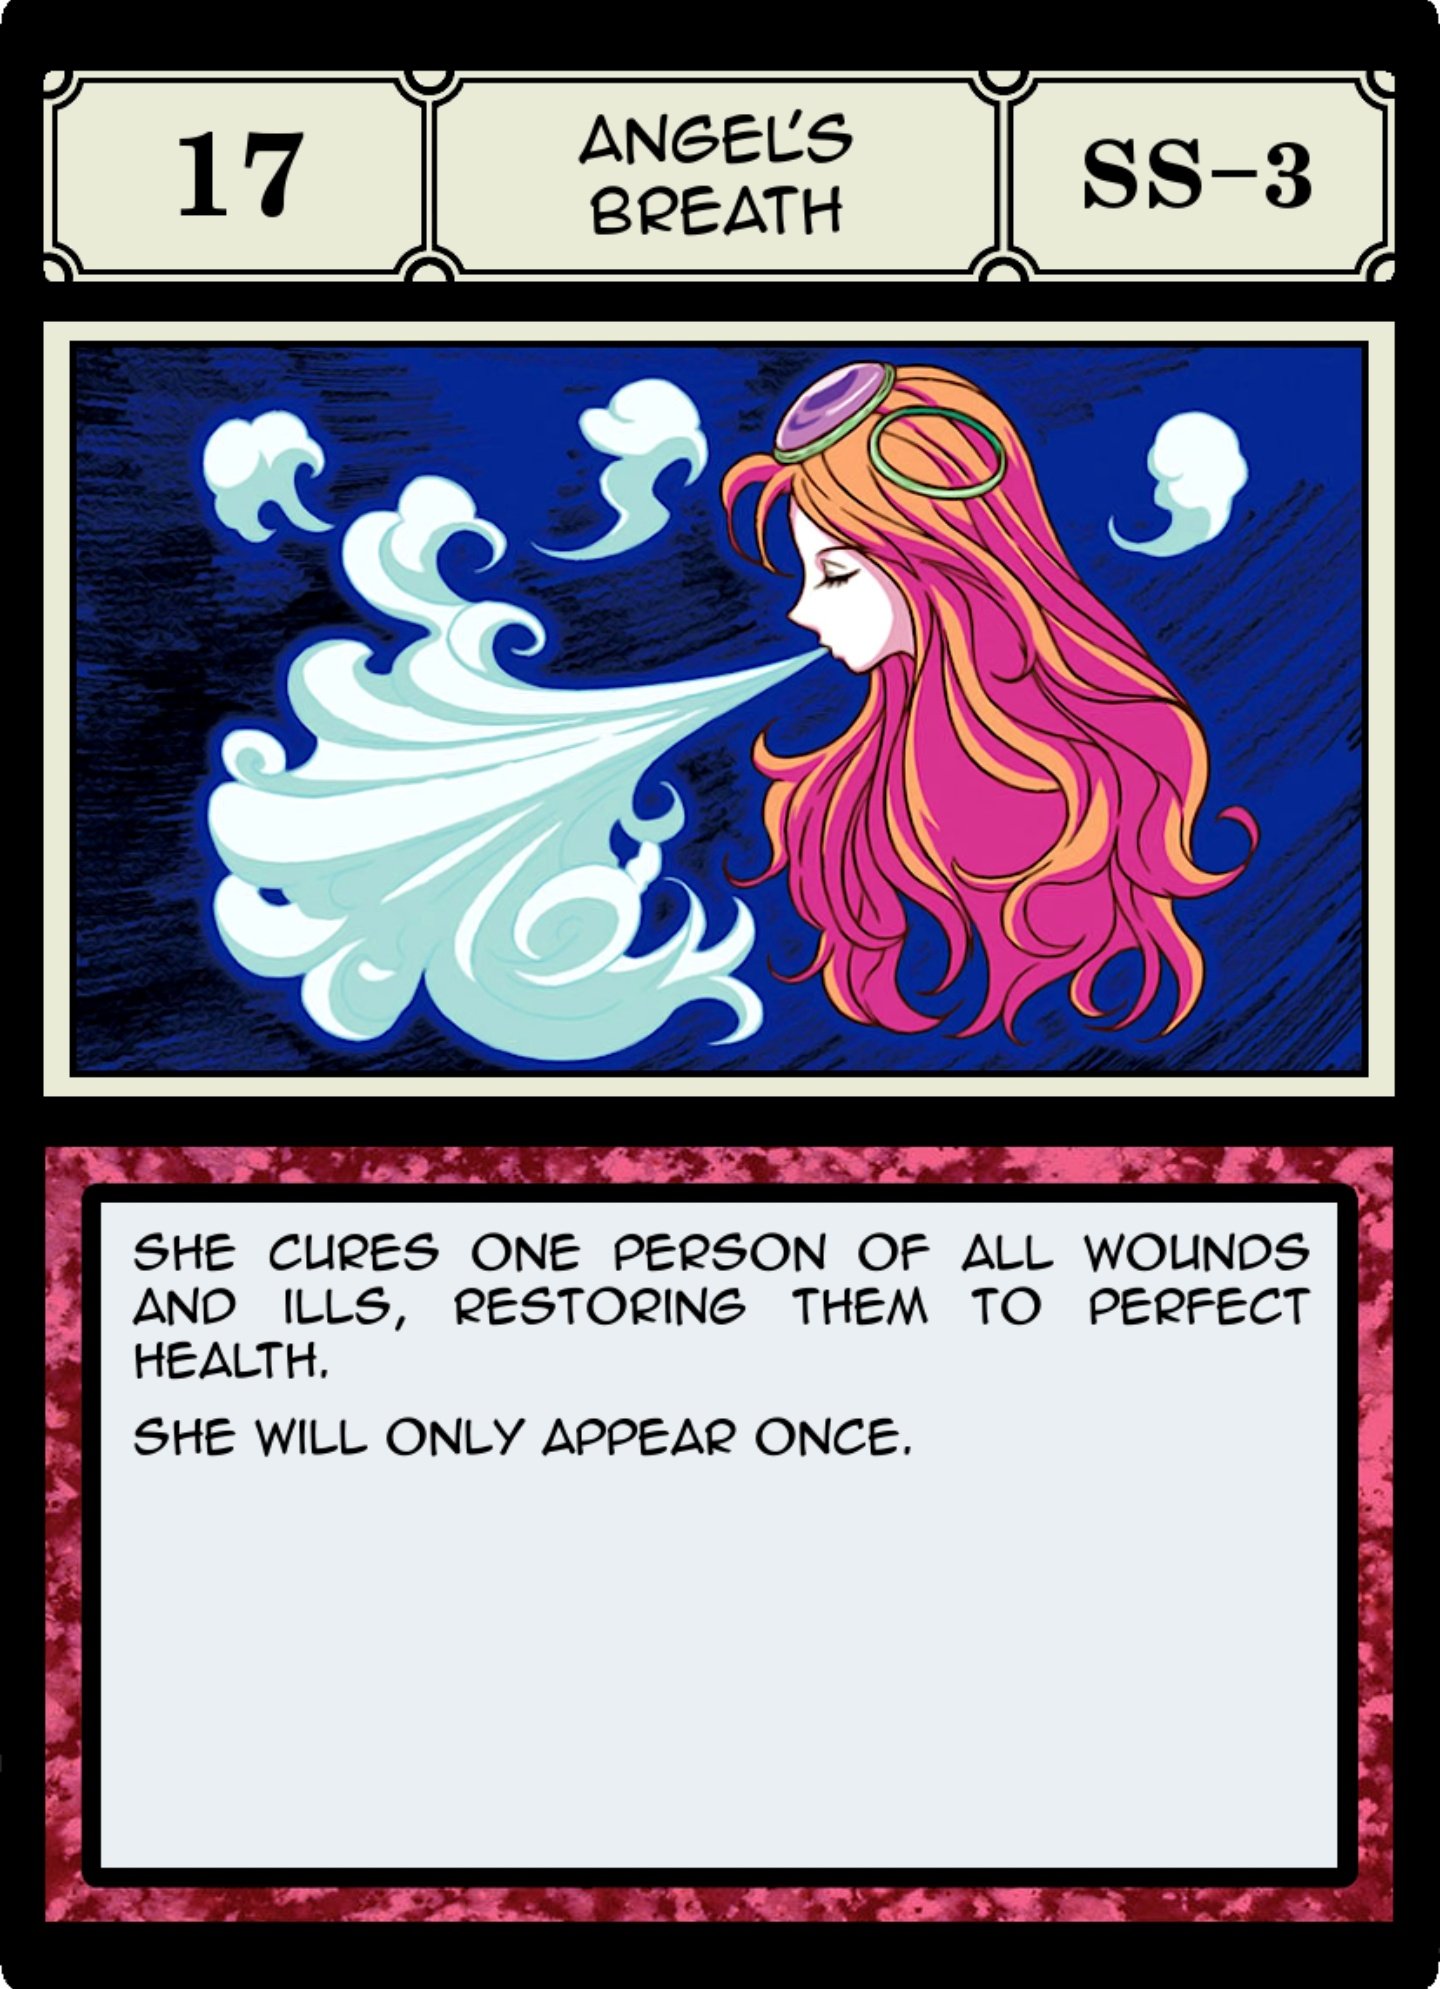 17
ANGEL'S
BREATH
SS-3
SHE CURES ONE PERSON OF ALL WOUNDS
AND ILLS, RESTORING THEM TO PERFECT
HEALTH.
SHE WILL ONLY APPEAR ONCE.